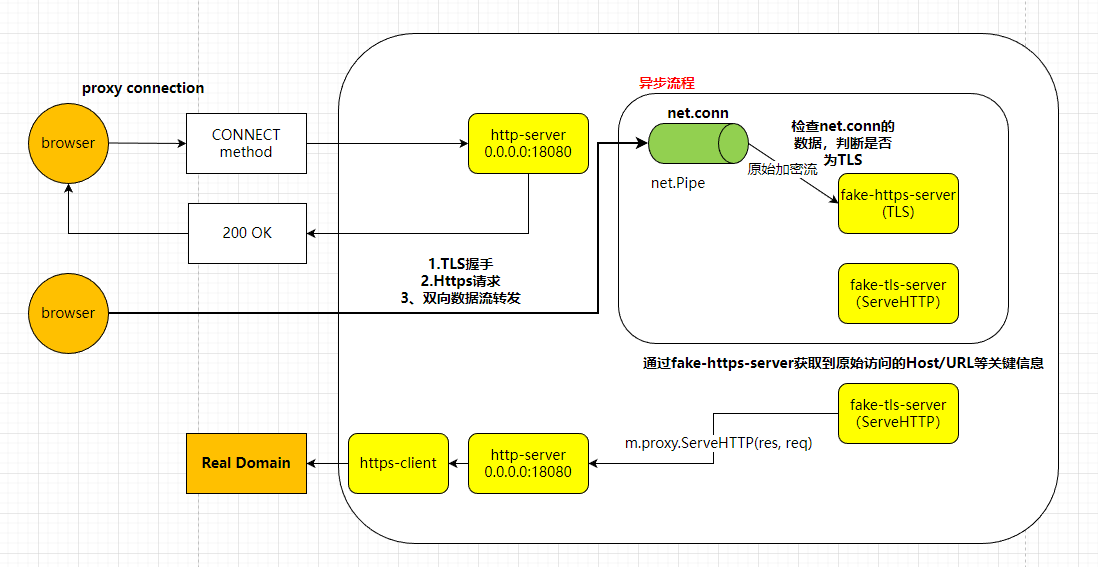 proxy connection
browser
CONNECT
method
http-server
0.0.0.0:18080
200 OK
异步流程
net.conn
net.Pipe
检查net.conn的
数据，判断是否
为TLS
原始加密流
fake-https-server
(TLS)
fake-tls-server
（ServeHTTP）
browser
1.TLS握手
2.Https请求
3、双向数据流转发
通过fake-https-server获取到原始访问的Host/URL等关键信息
fake-tls-server
（ServeHTTP）
m.proxy.ServeHTTP(res, req)
http-server
0.0.0.0:18080
https-client
Real Domain